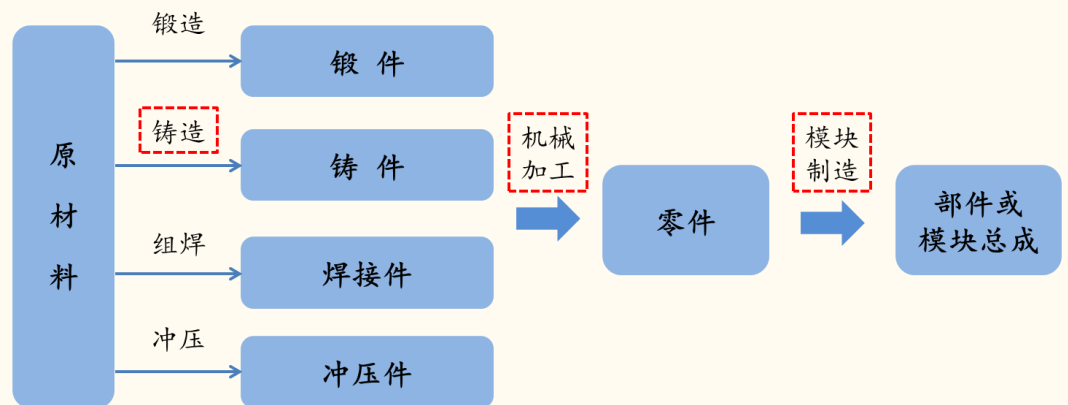 原
材
料
锻造
锻 件
铸造
铸 件
组焊
焊接件
冲压
冲压件
机械
加工
零件
模块
制造
部件或
模块总成